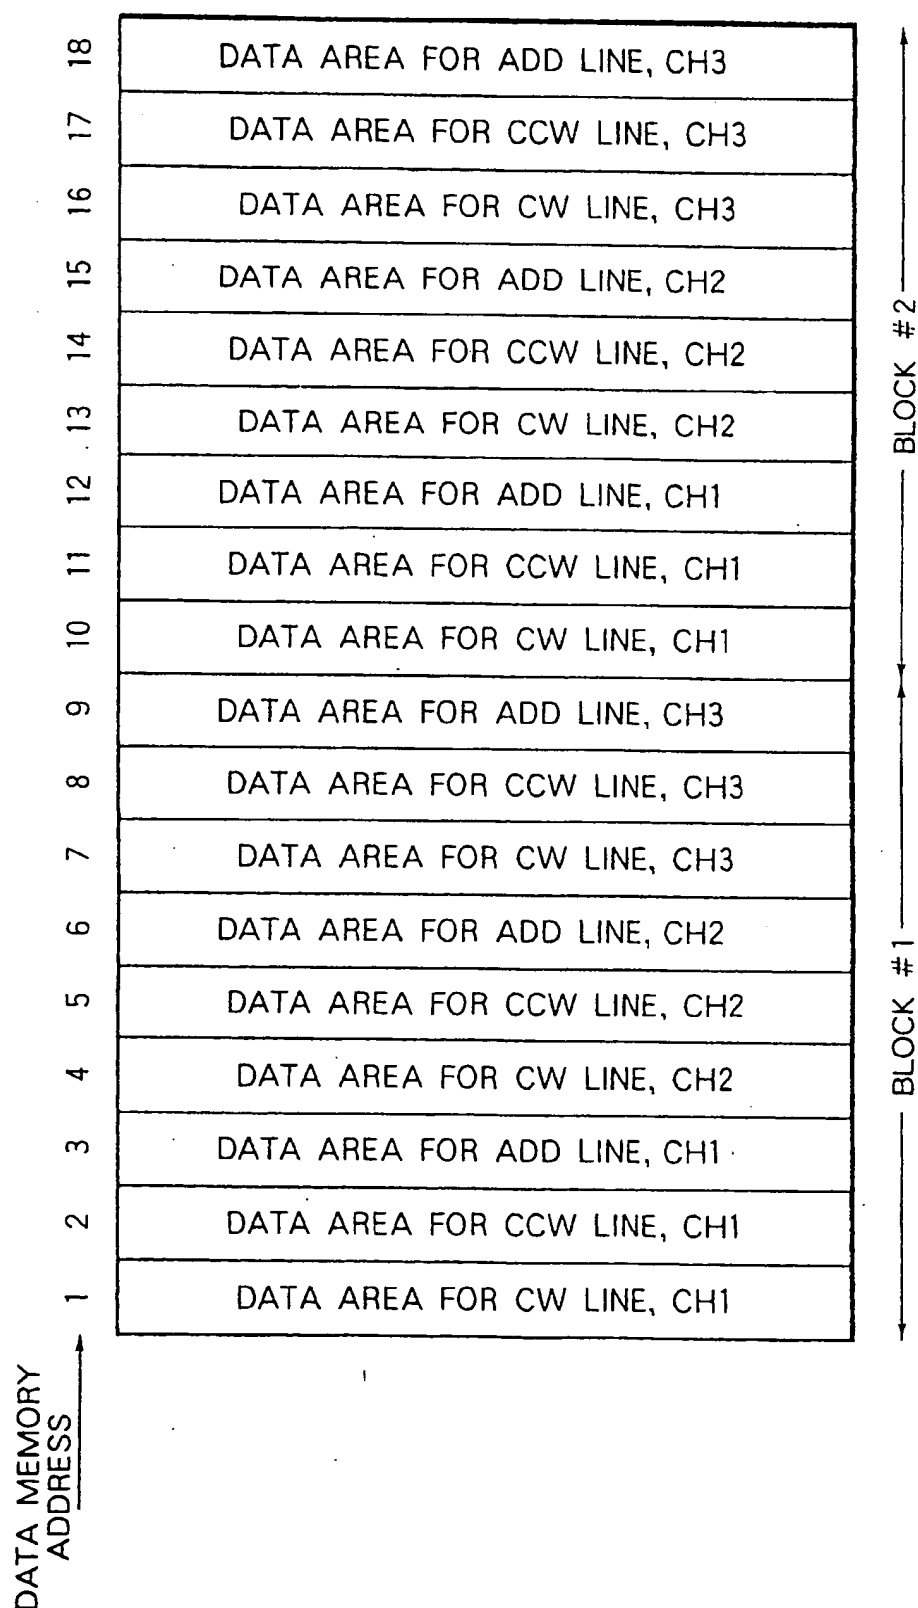 18 DATA AREA FOR ADD LINE, CH3
17 DATA AREA FOR CCW LINE, CH3
16 DATA AREA FOR CW LINE, CH3
15 DATA AREA FOR ADD LINE, CH2
14 DATA AREA FOR CCW LINE, CH2
13 DATA AREA FOR CW LINE, CH2
12 DATA AREA FOR ADD LINE, CH1
11 DATA AREA FOR CCW LINE, CH1
10 DATA AREA FOR CW LINE, CH1
9 DATA AREA FOR ADD LINE, CH3
8 DATA AREA FOR CCW LINE, CH3
7 DATA AREA FOR CW LINE, CH3
6 DATA AREA FOR ADD LINE, CH2
5 DATA AREA FOR CCW LINE, CH2
4 DATA AREA FOR CW LINE, CH2
3 DATA AREA FOR ADD LINE, CH1
2 DATA AREA FOR CCW LINE, CH1
1 DATA AREA FOR CW LINE, CH1
BLOCK #2
BLOCK #1
DATA MEMORY
ADDRESS